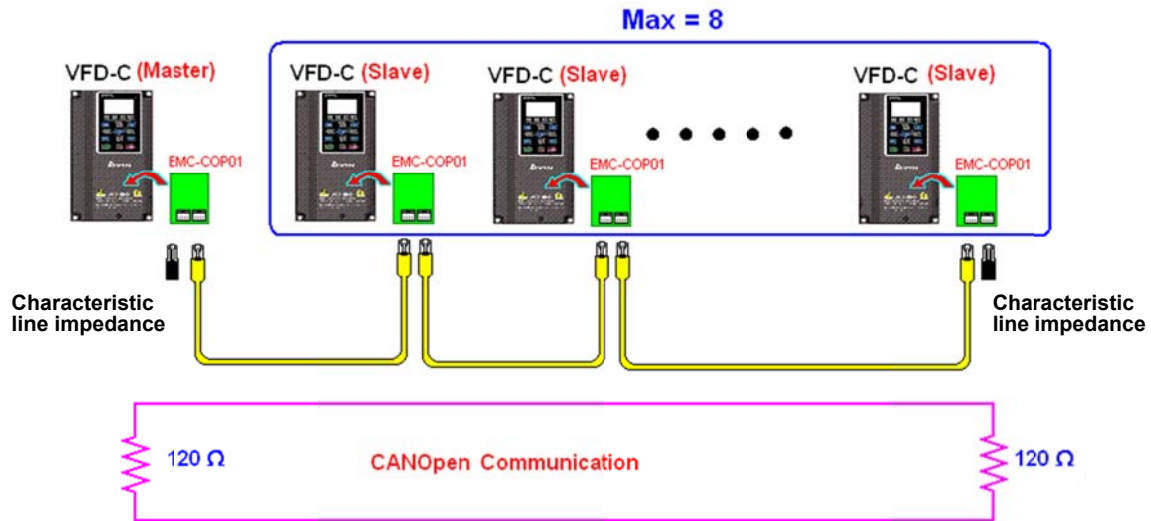 Max = 8
VFD-C (Master)
VFD-C (Slave)
VFD-C (Slave)
VFD-C (Slave)
EMC-COP01
EMC-COP01
EMC-COP01
EMC-COP01
Characteristic
line impedance
Characteristic
line impedance
120 Ω
CANOpen Communication
120 Ω